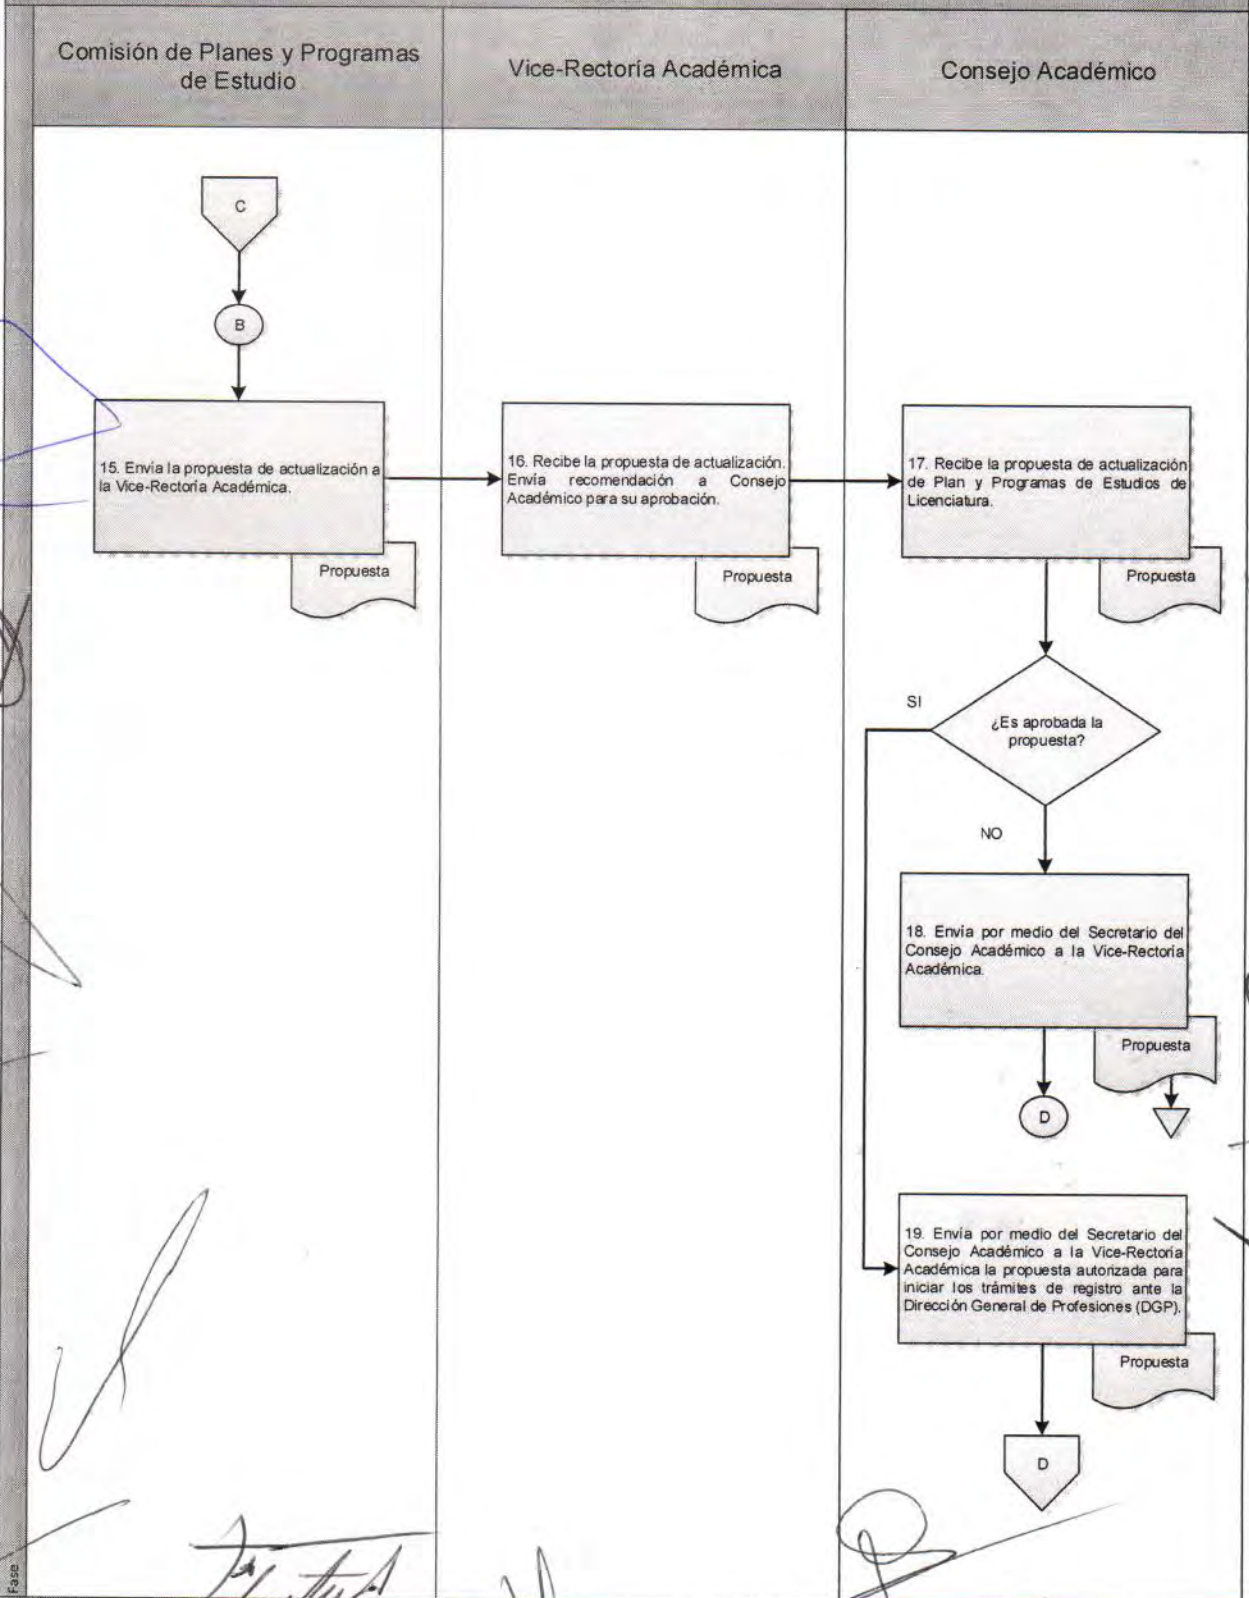 Comisión de Planes y Programas
de Estudio
Vice-Rectoría Académica
Consejo Académico
C
B
15. Envia la propuesta de actualización a
la Vice-Rectoría Académica.
Propuesta
16. Recibe la propuesta de actualización.
Envía recomendación a Consejo
Académico para su aprobación.
Propuesta
17. Recibe la propuesta de actualización
de Plan y Programas de Estudios de
Licenciatura.
Propuesta
SI
¿Es aprobada la
propuesta?
NO
18. Envía por medio del Secretario del
Consejo Académico a la Vice-Rectoría
Académica.
Propuesta
D
19. Envía por medio del Secretario del
Consejo Académico a la Vice-Rectoría
Académica la propuesta autorizada para
iniciar los trámites de registro ante la
Dirección General de Profesiones (DGP).
Propuesta
D
Fase